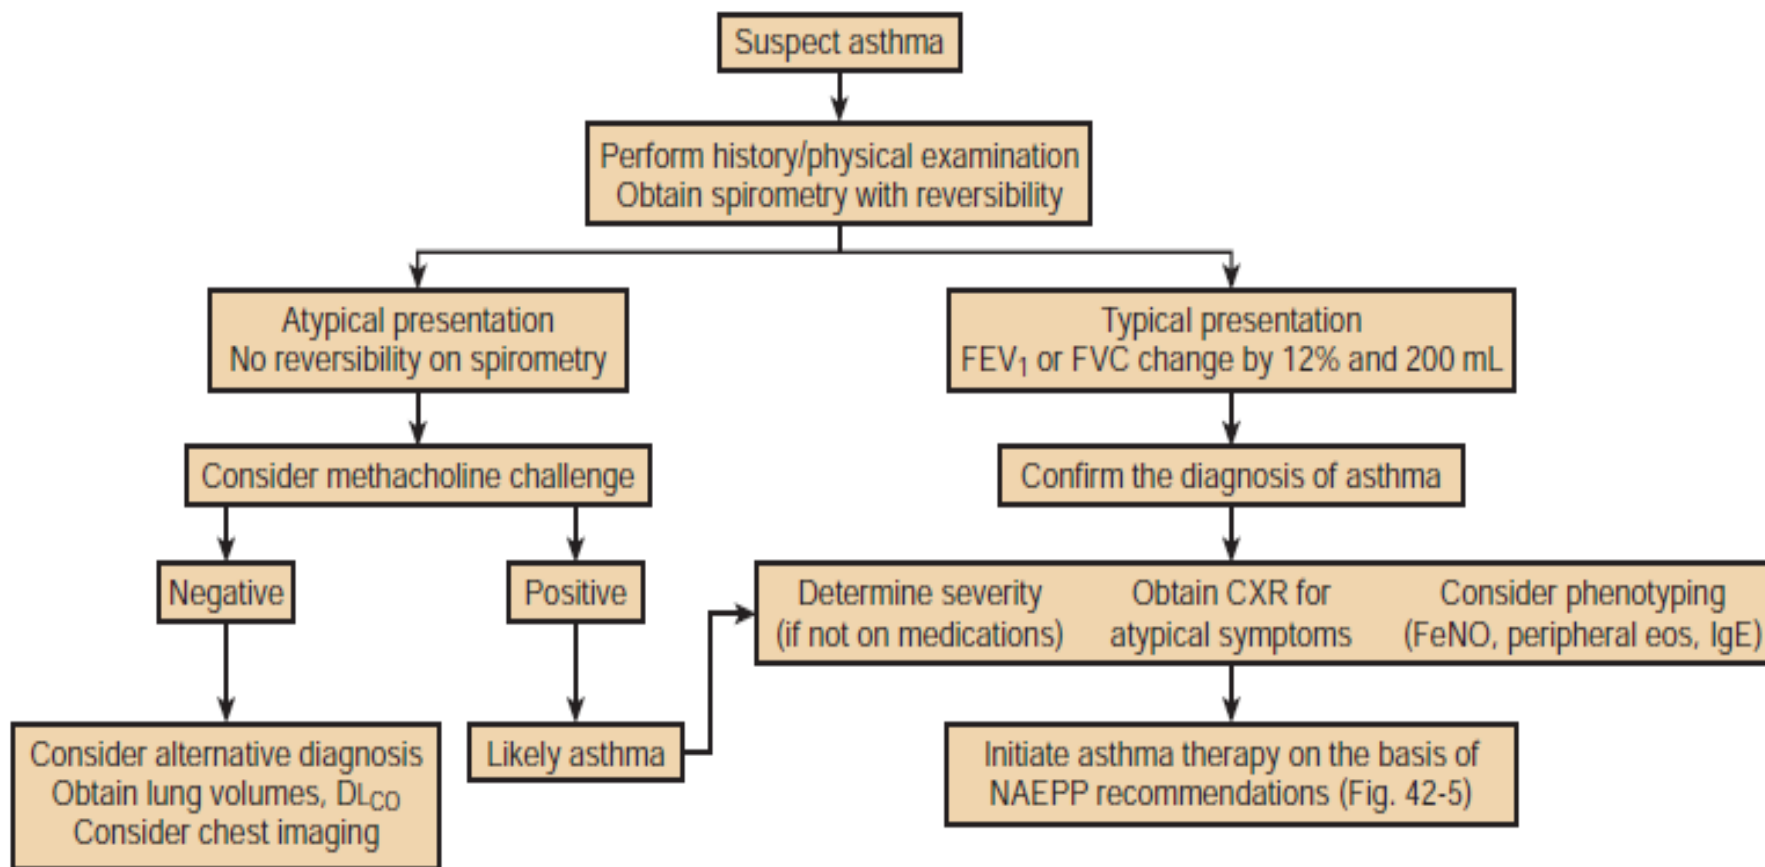 Suspect asthma
Perform history/physical examination
Obtain spirometry with reversibility
Atypical presentation
No reversibility on spirometry
Typical presentation
FEV1 or FVC change by 12% and 200 mL
Consider methacholine challenge
Confirm the diagnosis of asthma
Negative
Positive
Determine severity
(if not on medications)
Obtain CXR for
atypical symptoms
Consider phenotyping
(FeNO, peripheral eos, IgE)
Consider alternative diagnosis
Obtain lung volumes, DLCO
Consider chest imaging
Likely asthma
Initiate asthma therapy on the basis of
NAEPP recommendations (Fig. 42-5)